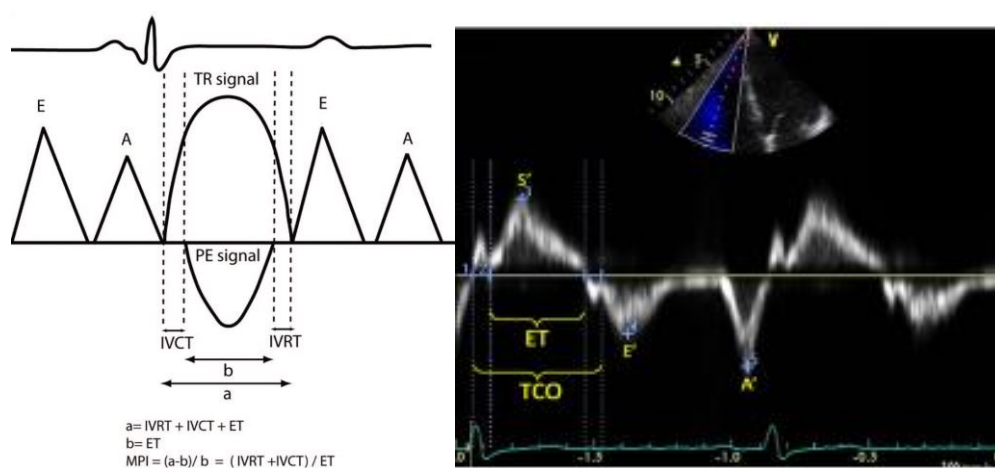 TR signal
E
A
E
A
PE signal
IVCT
IVRT
b
a
a= IVRT + IVCT + ET
b= ET
MPI = (a-b)/ b = ( IVRT +IVCT) / ET
V
5
10
S'
ET
E'
TCO
A'
-1.5
-1.0
-0.5